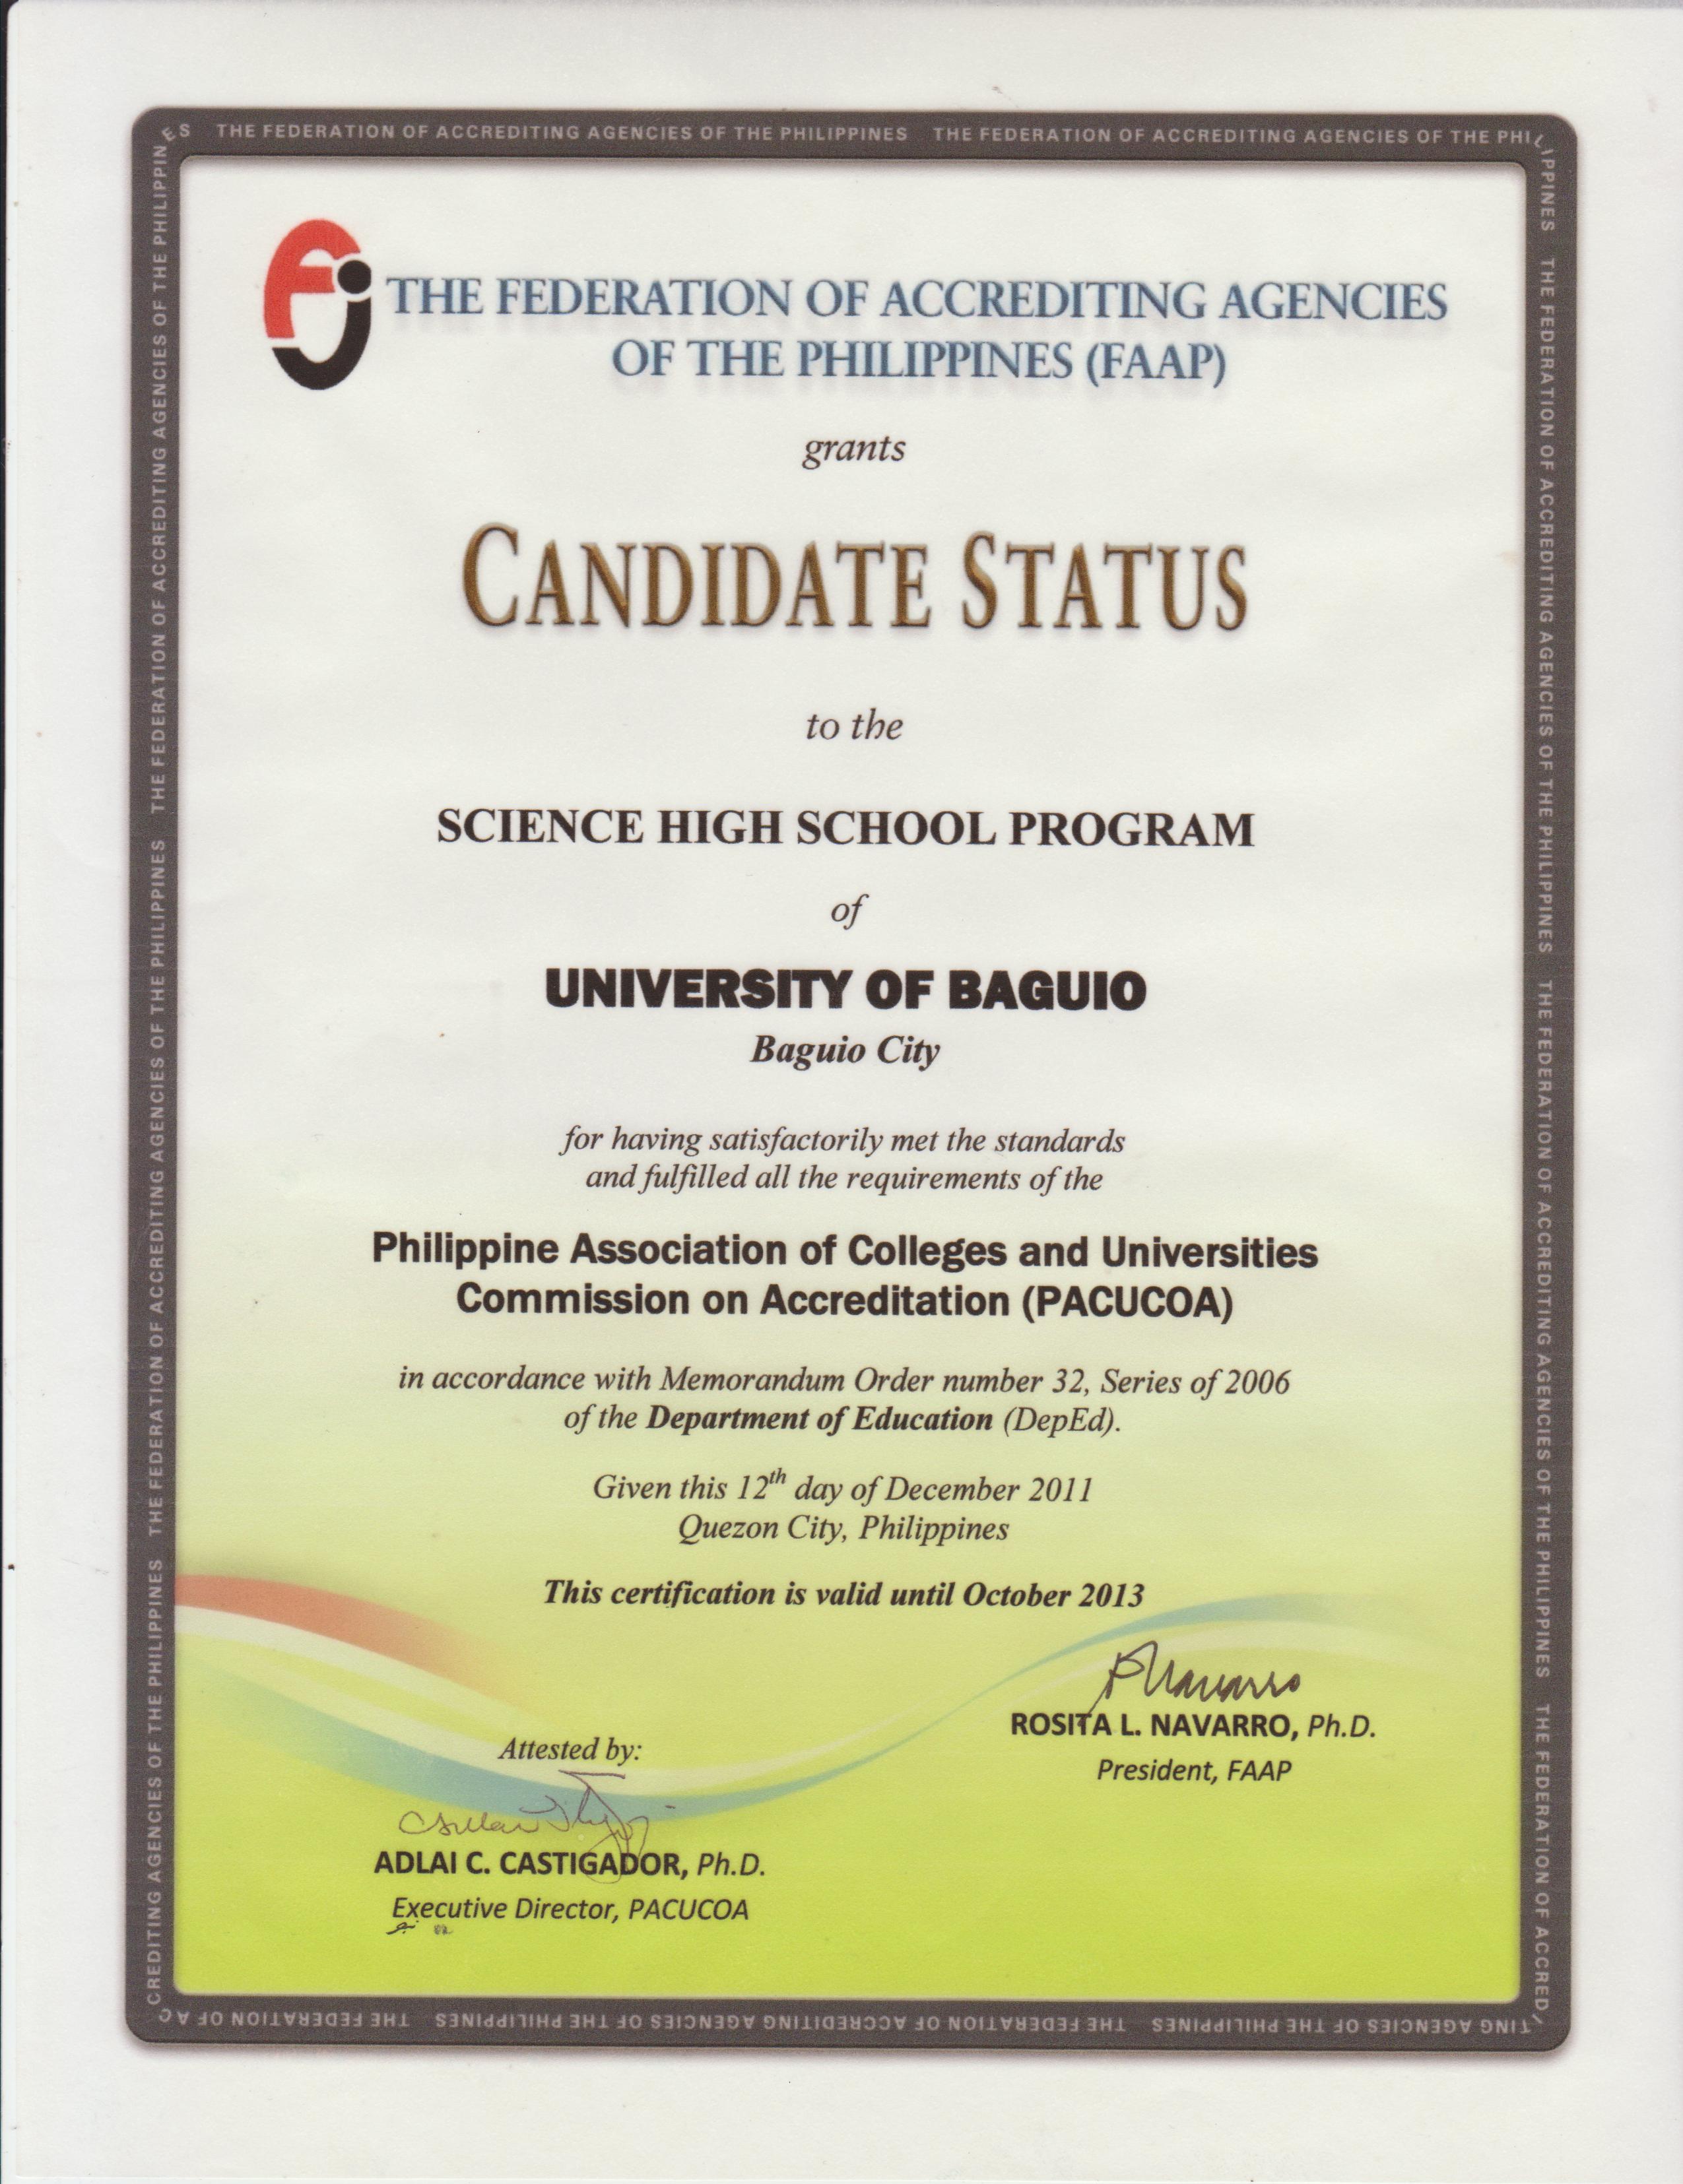 THE FEDERATION OF ACCREDITING AGENCIES OF THE PHILIPPINES THE FEDERATION OF ACCREDITING AGENCIES OF THE PHILIPPINES THE FEDERATION OF ACCREDITING AGENCIES OF THE PHILIPPINES THE FEDERATION OF ACCREDITING AGENCIES OF THE PHILIPPINES THE FEDERATION OF ACCREDITING AGENCIES OF THE PHILIPPINES THE FEDERATION OF ACCREDITING AGENCIES OF THE PHILIPPINES THE FEDERATION OF ACCREDITING AGENCIES OF THE PHILIPPINES THE FEDERATION OF ACCREDITING AGENCIES OF THE PHILIPPINES THE FEDERATION OF ACCREDITING AGENCIES OF THE PHILIPPINES
THE FEDERATION OF ACCREDITING AGENCIES
OF THE PHILIPPINES (FAAP)
grants
CANDIDATE STATUS
to the
SCIENCE HIGH SCHOOL PROGRAM
of
UNIVERSITY OF BAGUIO
Baguio City
for having satisfactorily met the standards
and fulfilled all the requirements of the
Philippine Association of Colleges and Universities
Commission on Accreditation (PACUCOA)
in accordance with Memorandum Order number 32, Series of 2006
of the Department of Education (DepEd).
Given this 12th day of December 2011
Quezon City, Philippines
This certification is valid until October 2013
ROSITA L. NAVARRO, Ph.D.
President, FAAP
Attested by:
ADLAI C. CASTIGADOR, Ph.D.
Executive Director, PACUCOA